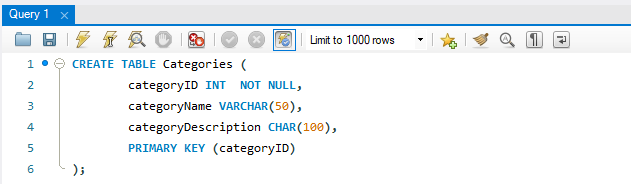 Query 1
Limit to 1000 rows
1 CREATE TABLE Categories (
2 categoryID INT  NOT NULL,
3 categoryName VARCHAR(50),
4 categoryDescription CHAR(100),
5 PRIMARY KEY (categoryID)
6 );